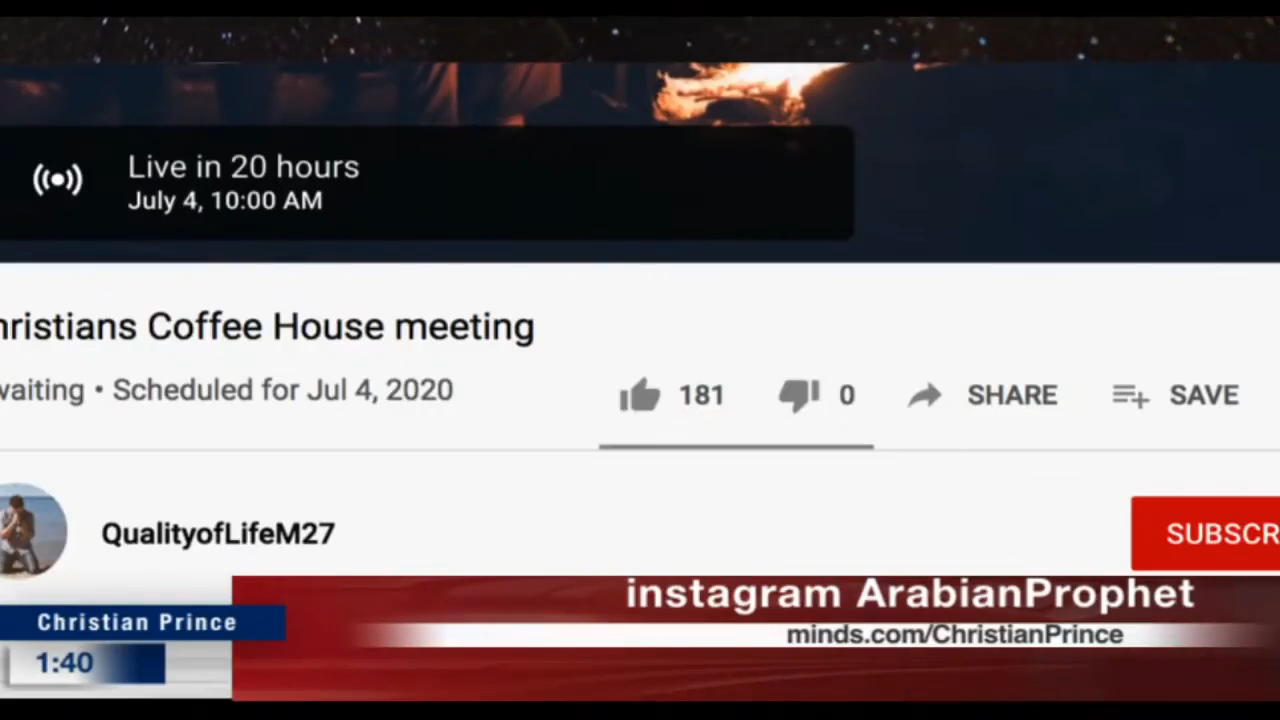 Live in 20 hours
July 4, 10:00 AM
hristians Coffee House meeting
waiting • Scheduled for Jul 4, 2020
181 0 SHARE SAVE
QualityofLifeM27
SUBSCR
instagram ArabianProphet
Christian Prince
minds.com/ChristianPrince
1:40